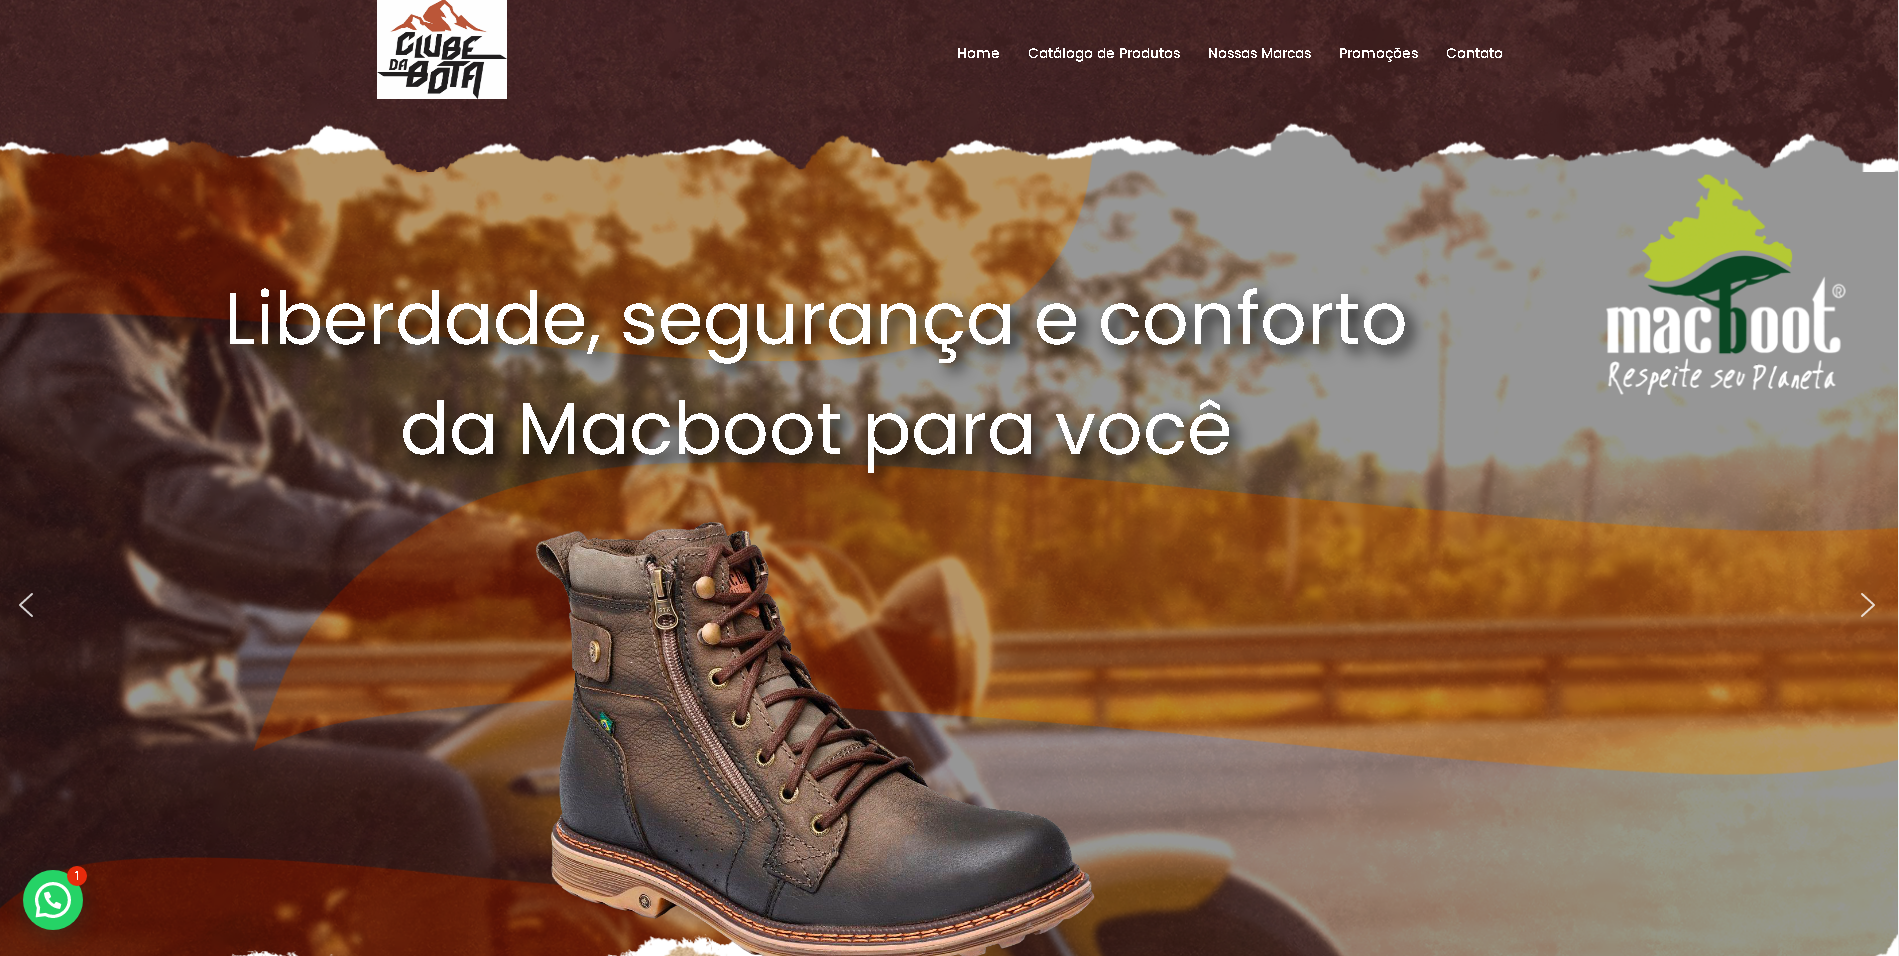 CLUBE
DA
BOTA
Home
Catálogo de Produtos
Nossas Marcas
Promoções
Contato
Liberdade, segurança e conforto
da Macboot para você
macboot®
Respeite seu Planeta
1